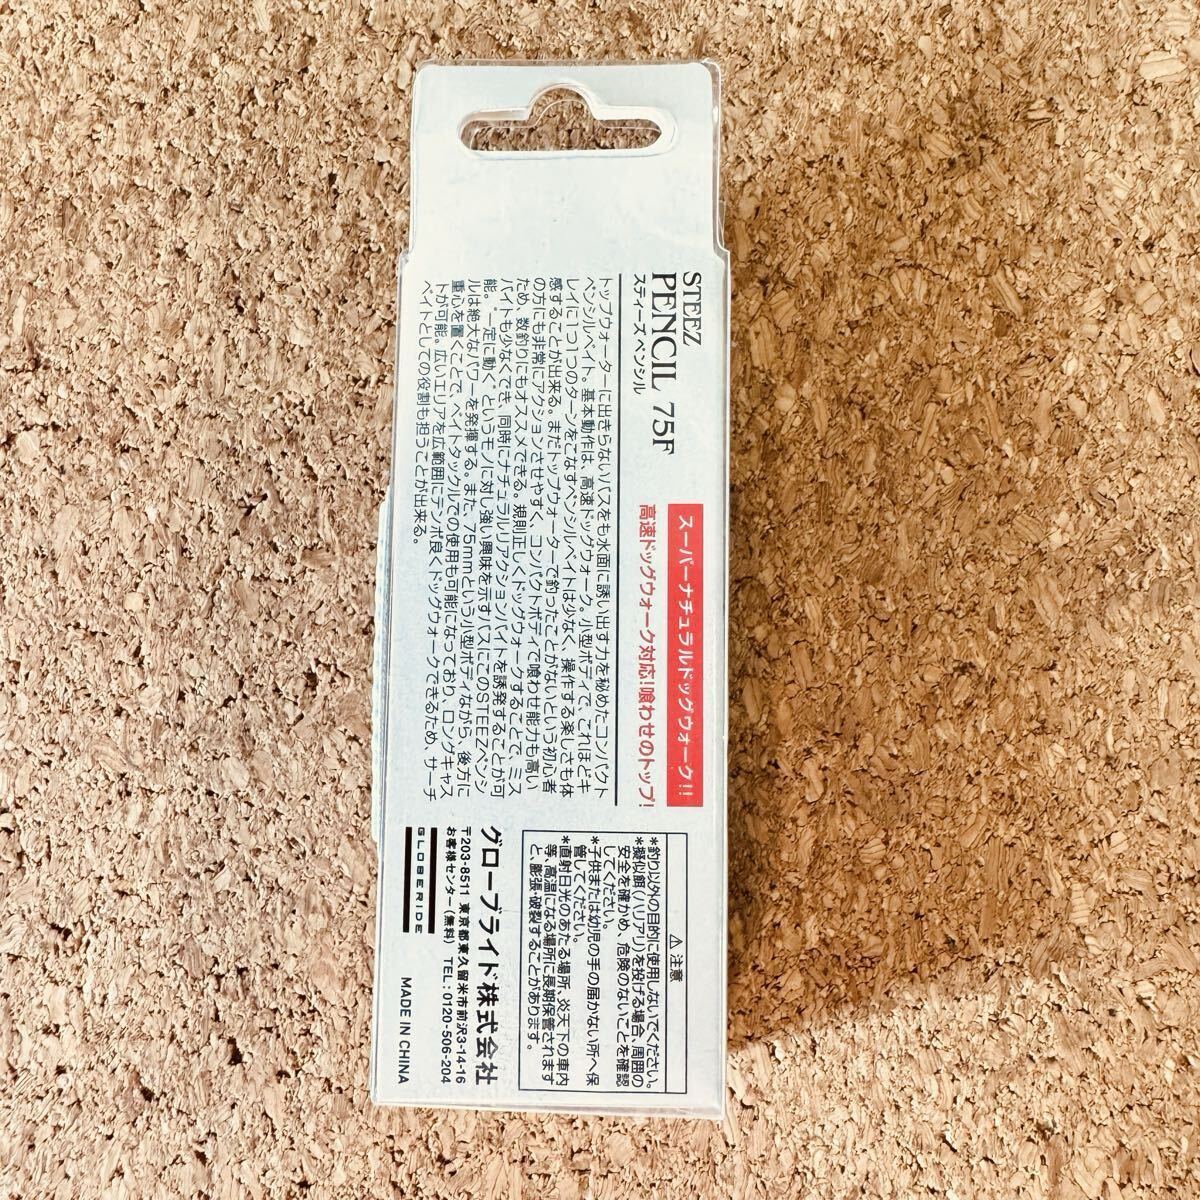 STEEZ
PENCIL 75F
スティーズペンシル
スーパーナチュラルドッグウォーク!!
高速ドッグウォーク対応!喰わせのトップ!
トップウォーターに出きらないバスをも水面に誘い出す力を秘めたコンパクト
ペンシルベイト。基本動作は、高速ドッグウォーク。小型ボディで、これほどキ
レイに1つ1つのターンをこなすペンシルベイトは少なく、操作する楽しさも体
感することが出来る。まだトップウォーターで釣ったことがないという初心者
の方にも非常にアクションさせやすく、コンパクトボディで喰わせ能力も高い
ため、数釣りにもオススメできる。規則正しくドッグウォークすることで、ミス
バイトも少なくでき、同時にナチュラルリアクションバイトを誘発することが可
能。“一定に動く”というモノに対し強い興味を示すバスにこのSTEEZペンシ
ルは絶大なパワーを発揮する。また、75mmという小型ボディながら、後方に
重心を置くことで、ベイトタックルでの使用も可能になっており、ロングキャス
トが可能。広いエリアを広範囲にテンポ良くドッグウォークできるため、サーチ
ベイトとしての役割も担うことが出来る。
⚠注意
*釣り以外の目的に使用しないでください。
*擬似餌(ハリアリ)を投げる場合、周囲の
安全を確かめ、危険のないことを確認
してください。
*子供または幼児の手の届かない所へ保
管してください。
*直射日光のあたる場所、炎天下の車内
等、高温になる場所に長期保管されます
と、膨張・破裂することがあります。
グローブライド株式会社
〒203-8511 東京都東久留米市前沢3-14-16
お客様センター(無料) TEL:0120-506-204
GLOBERIDE
MADE IN CHINA